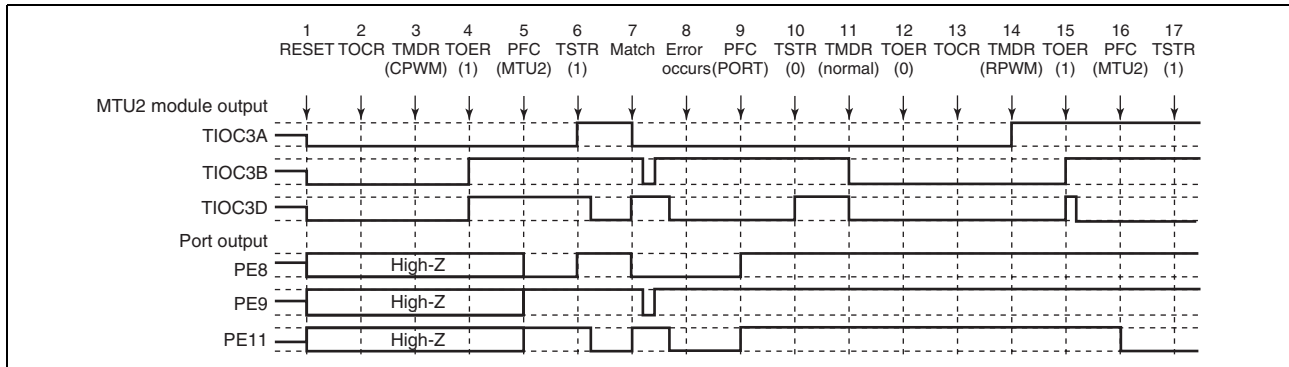 1 2 3 4 5 6 7 8 9 10 11 12 13 14 15 16 17
RESET TOCR TMDR TOER PFC TSTR Match Error PFC TSTR TMDR TOER TOCR TMDR TOER PFC TSTR
(CPWM) (1) (MTU2) (1) occurs (PORT) (0) (normal) (0) (RPWM) (1) (MTU2) (1)
MTU2 module output
TIOC3A
TIOC3B
TIOC3D
Port output
PE8 High-Z
PE9 High-Z
PE11 High-Z